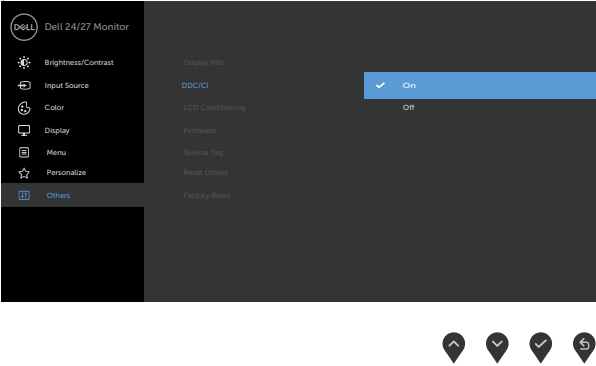 DELL
Dell 24/27 Monitor
Brightness/Contrast
Input Source
Color
Display
Menu
Personalize
Others
Display Info
DDC/CI
LCD Conditioning
Firmware
Service Tag
Reset Others
Factory Reset
On
Off